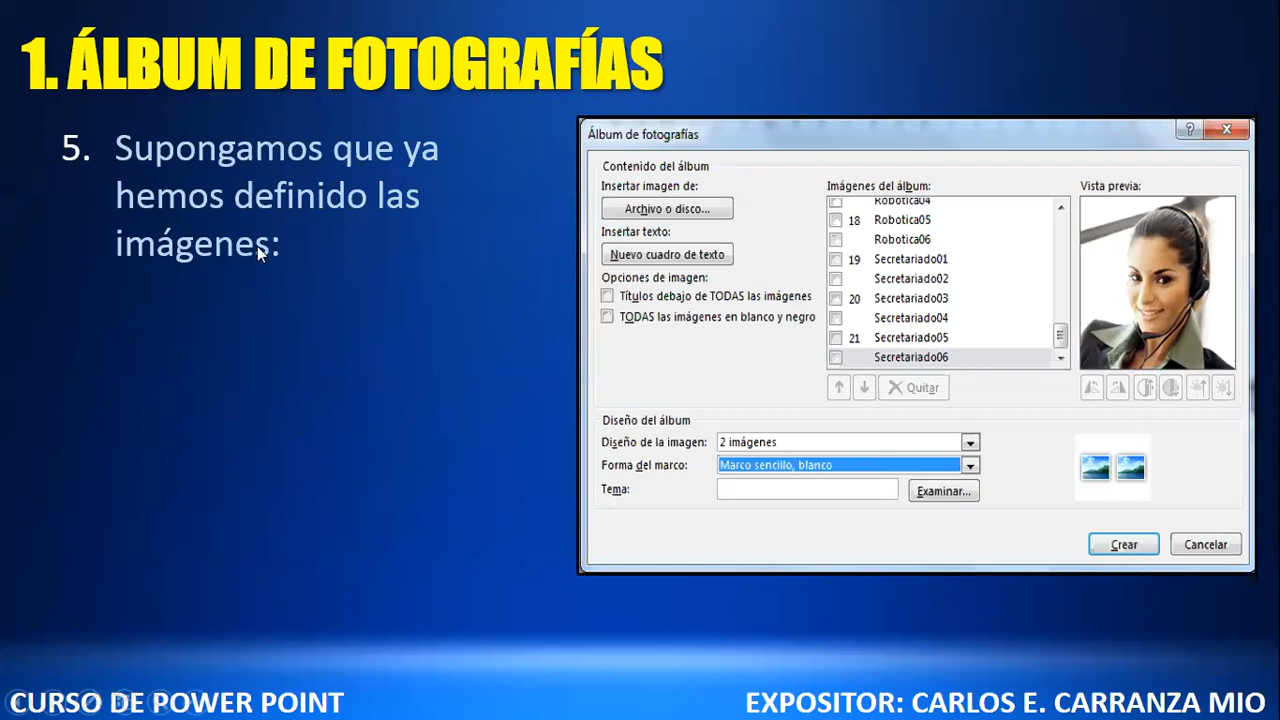 1. ÁLBUM DE FOTOGRAFÍAS
5. Supongamos que ya
hemos definido las
imágenes:
Álbum de fotografías
?
Contenido del álbum
Insertar imagen de:
Archivo o disco...
Insertar texto:
Nuevo cuadro de texto
Opciones de imagen:
Títulos debajo de TODAS las imágenes
TODAS las imágenes en blanco y negro
Imágenes del álbum:
Robotica04
18 Robotica05
Robotica06
19 Secretariado01
Secretariado02
20 Secretariado03
Secretariado04
21 Secretariado05
Secretariado06
Quitar
Vista previa:
Diseño del álbum
Diseño de la imagen: 2 imágenes
Forma del marco: Marco sencillo, blanco
Tema:
Examinar...
Crear
Cancelar
CURSO DE POWER POINT
EXPOSITOR: CARLOS E. CARRANZA MIO